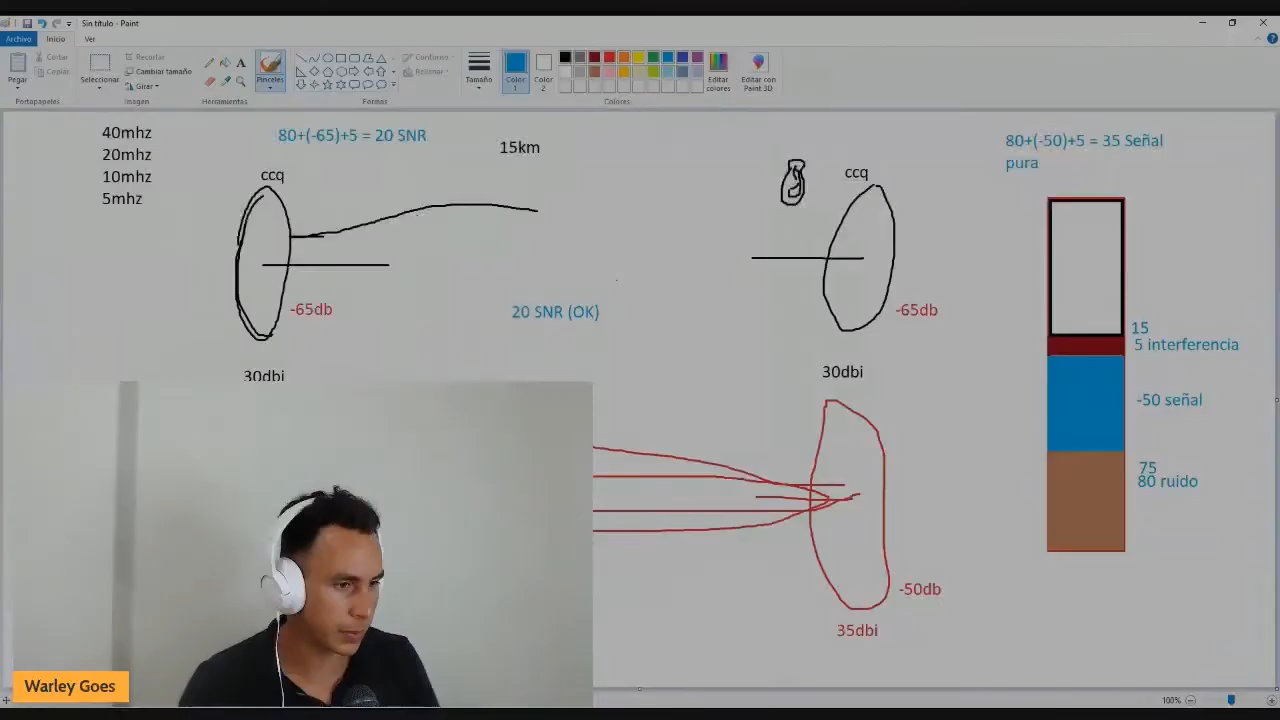 Sin título - Paint
Archivo
Inicio
Ver
Pegar
Cortar
Copiar
Portapapeles
Seleccionar
Recortar
Cambiar tamaño
Girar
Imagen
A
Herramientas
Pinceles
Contorno
Rellenar
Formas
Tamaño
Color 1
Color 2
Editar colores
Editar con Paint 3D
Colores
40mhz
20mhz
10mhz
5mhz
80+(-65)+5 = 20 SNR
15km
80+(-50)+5 = 35 Señal
pura
ccq
ccq
-65db
20 SNR (OK)
-65db
30dbi
30dbi
15
5 interferencia
-50 señal
75
80 ruido
-50db
35dbi
Warley Goes
100%